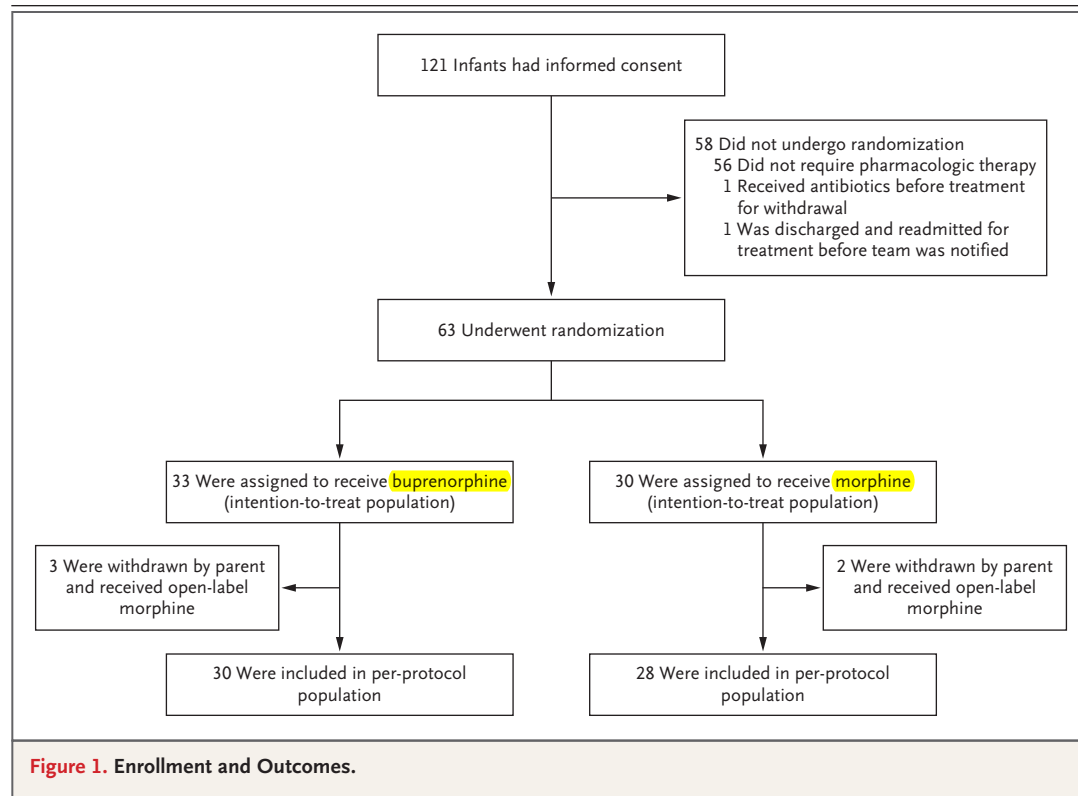 121 Infants had informed consent
58 Did not undergo randomization
56 Did not require pharmacologic therapy
1 Received antibiotics before treatment
for withdrawal
1 Was discharged and readmitted for
treatment before team was notified
63 Underwent randomization
33 Were assigned to receive buprenorphine
(intention-to-treat population)
30 Were assigned to receive morphine
(intention-to-treat population)
3 Were withdrawn by parent
and received open-label
morphine
2 Were withdrawn by parent
and received open-label
morphine
30 Were included in per-protocol
population
28 Were included in per-protocol
population
Figure 1. Enrollment and Outcomes.